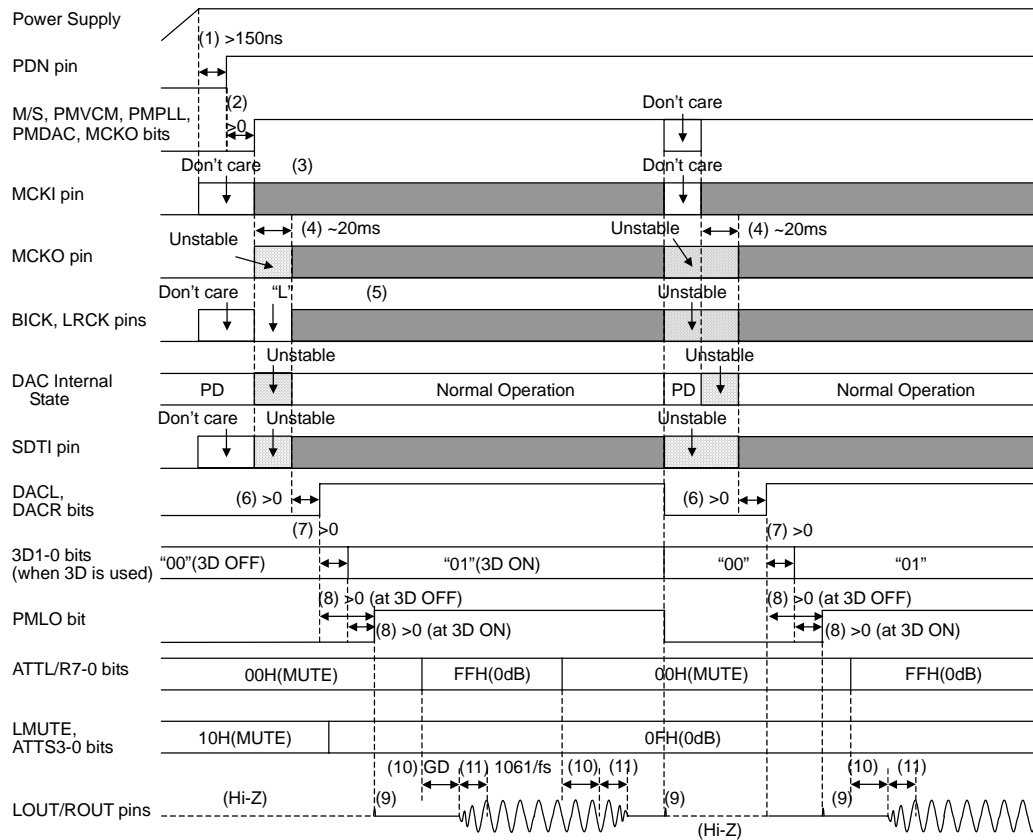 Power Supply
(1) >150ns
PDN pin
(2)
>0
M/S, PMVCM, PMPLL,
PMDAC, MCKO bits
Don't care
Don't care
(3)
Don't care
MCKI pin
(4) ~20ms
(4) ~20ms
Unstable
Unstable
MCKO pin
Don't care
"L"
(5)
Unstable
BICK, LRCK pins
Unstable
Unstable
DAC Internal
State
PD
Normal Operation
PD
Normal Operation
Don't care
Unstable
Unstable
SDTI pin
DACL,
DACR bits
(6) >0
(6) >0
(7) >0
(7) >0
3D1-0 bits
(when 3D is used)
"00"(3D OFF)
"01"(3D ON)
"00"
"01"
(8) >0 (at 3D OFF)
(8) >0 (at 3D OFF)
PMLO bit
(8) >0 (at 3D ON)
(8) >0 (at 3D ON)
ATTL/R7-0 bits
00H(MUTE)
FFH(0dB)
00H(MUTE)
FFH(0dB)
LMUTE,
ATTS3-0 bits
10H(MUTE)
0FH(0dB)
(10) GD
(11) 1061/fs
(10)
(11)
(10)
(11)
LOUT/ROUT pins
(Hi-Z)
(9)
(9)
(Hi-Z)
(9)